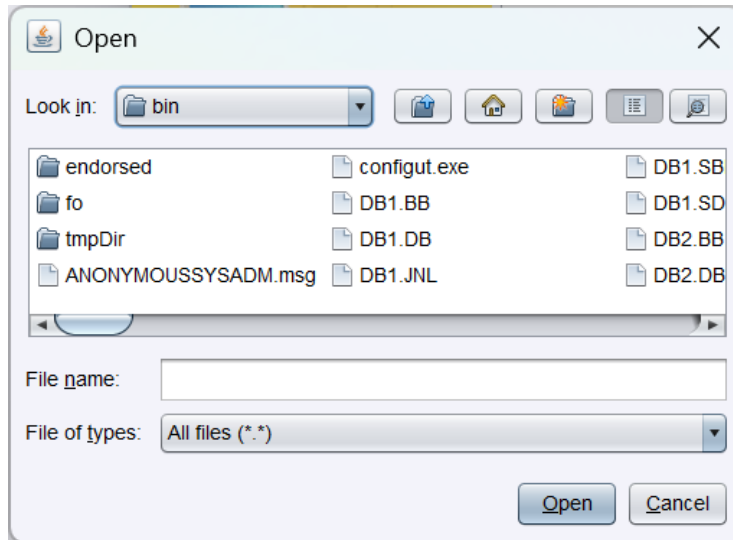 Open
Look in: bin
endorsed configut.exe DB1.SB
fo DB1.BB DB1.SD
tmpDir DB1.DB DB2.BB
ANONYMOUSSYSADM.msg DB1.JNL DB2.DB
File name:
File of types: All files (*.*)
Open Cancel